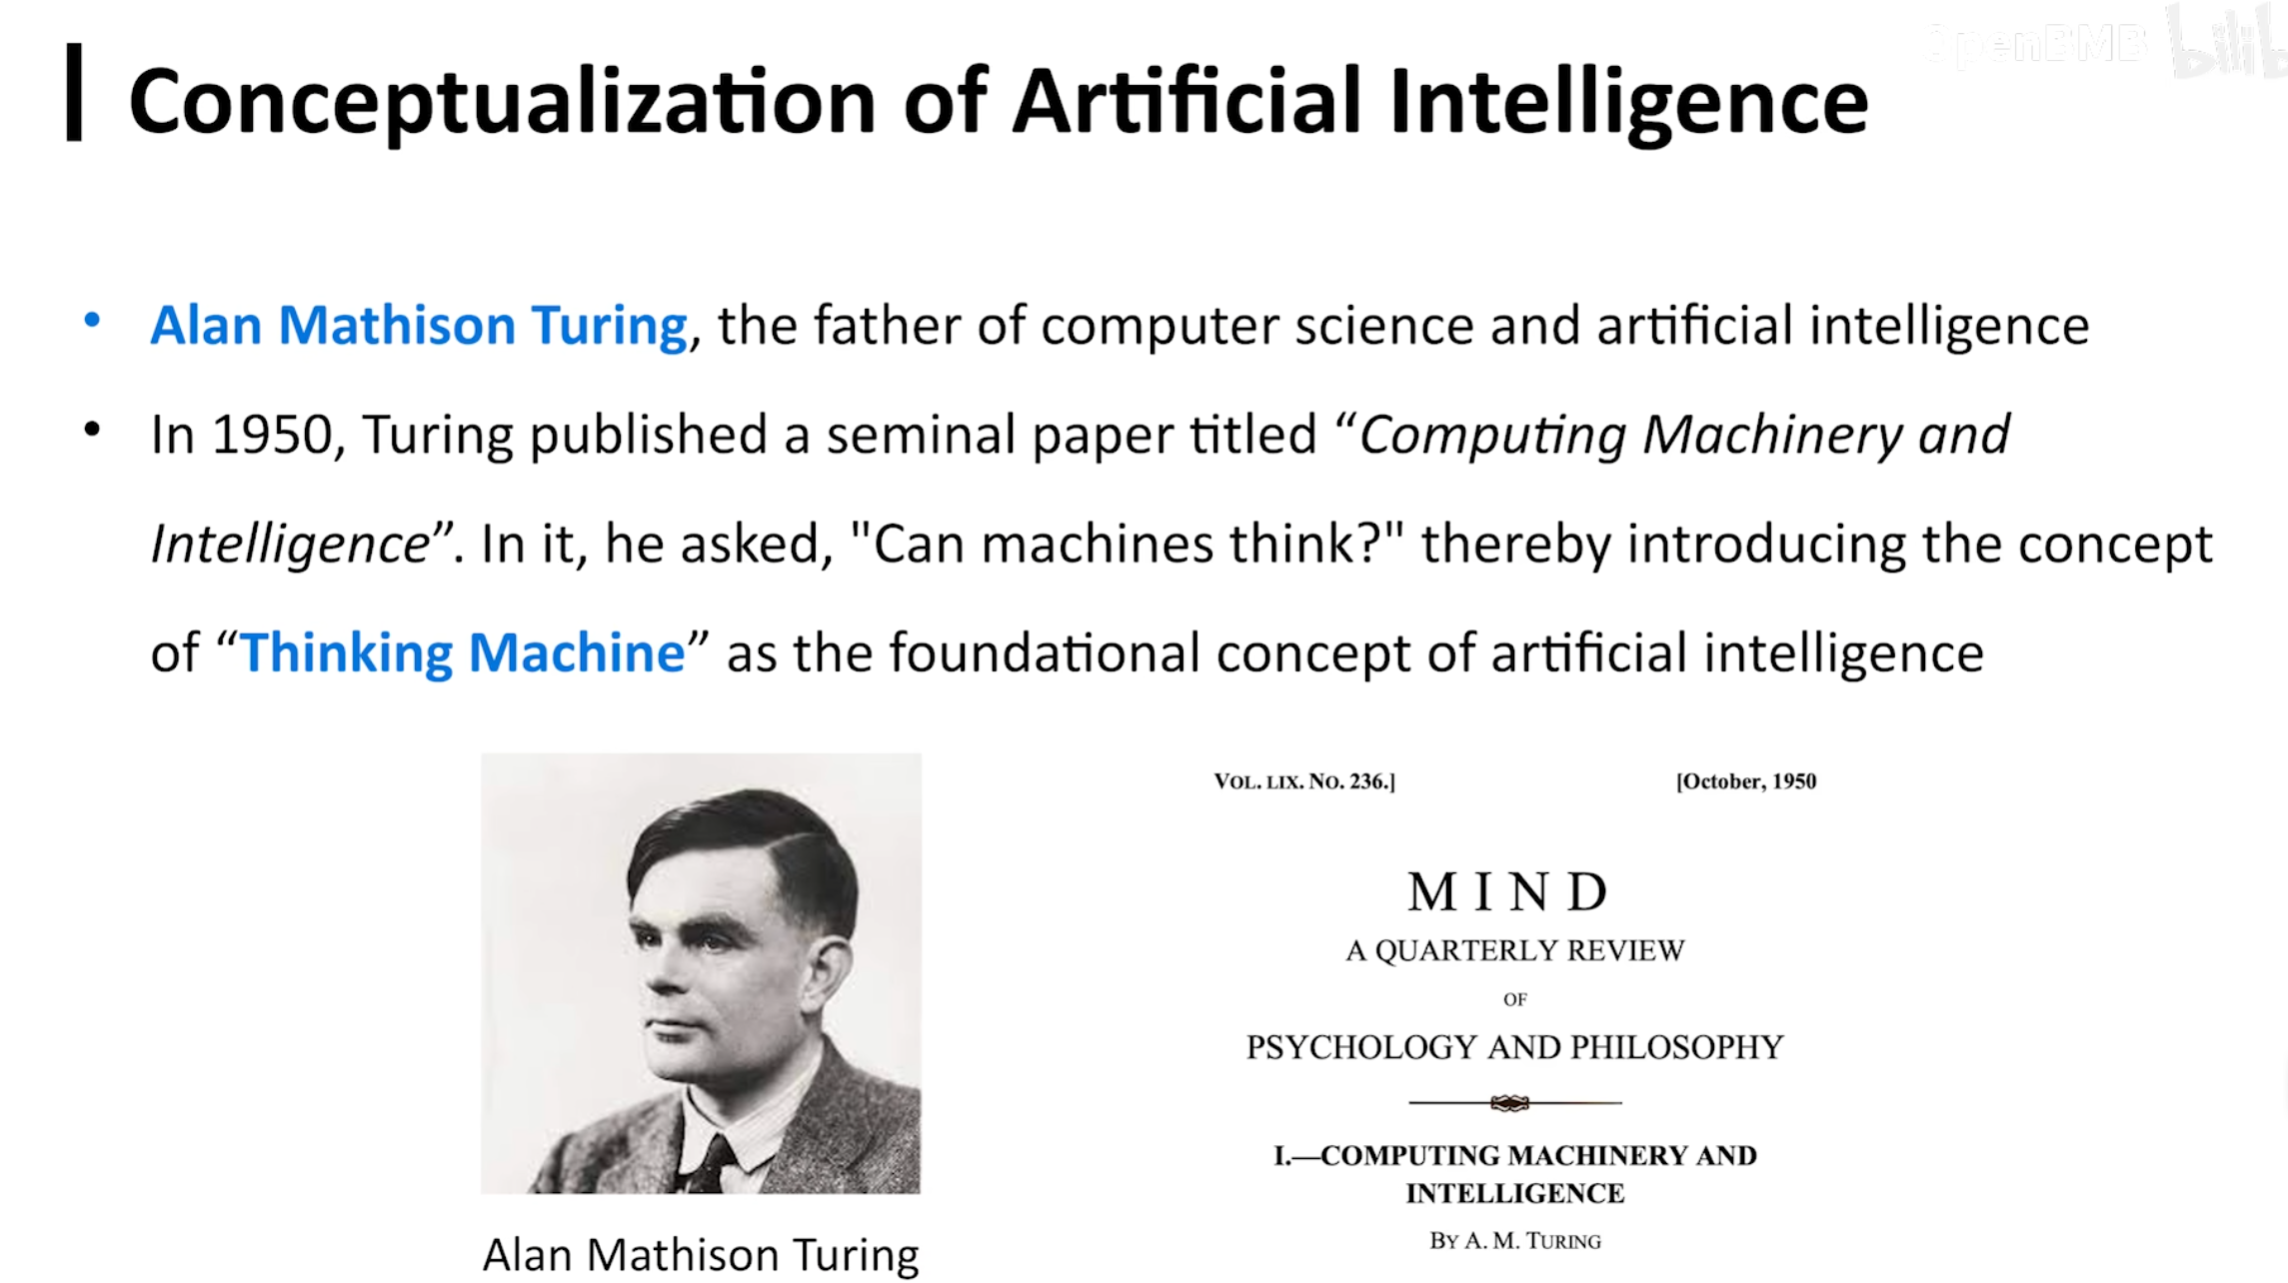 OpenBMB bilib
Conceptualization of Artificial Intelligence
• Alan Mathison Turing, the father of computer science and artificial intelligence
• In 1950, Turing published a seminal paper titled “Computing Machinery and
Intelligence”. In it, he asked, "Can machines think?" thereby introducing the concept
of “Thinking Machine” as the foundational concept of artificial intelligence
VOL. LIX. NO. 236.] [October, 1950
MIND
A QUARTERLY REVIEW
OF
PSYCHOLOGY AND PHILOSOPHY
I.—COMPUTING MACHINERY AND
INTELLIGENCE
BY A. M. TURING
Alan Mathison Turing